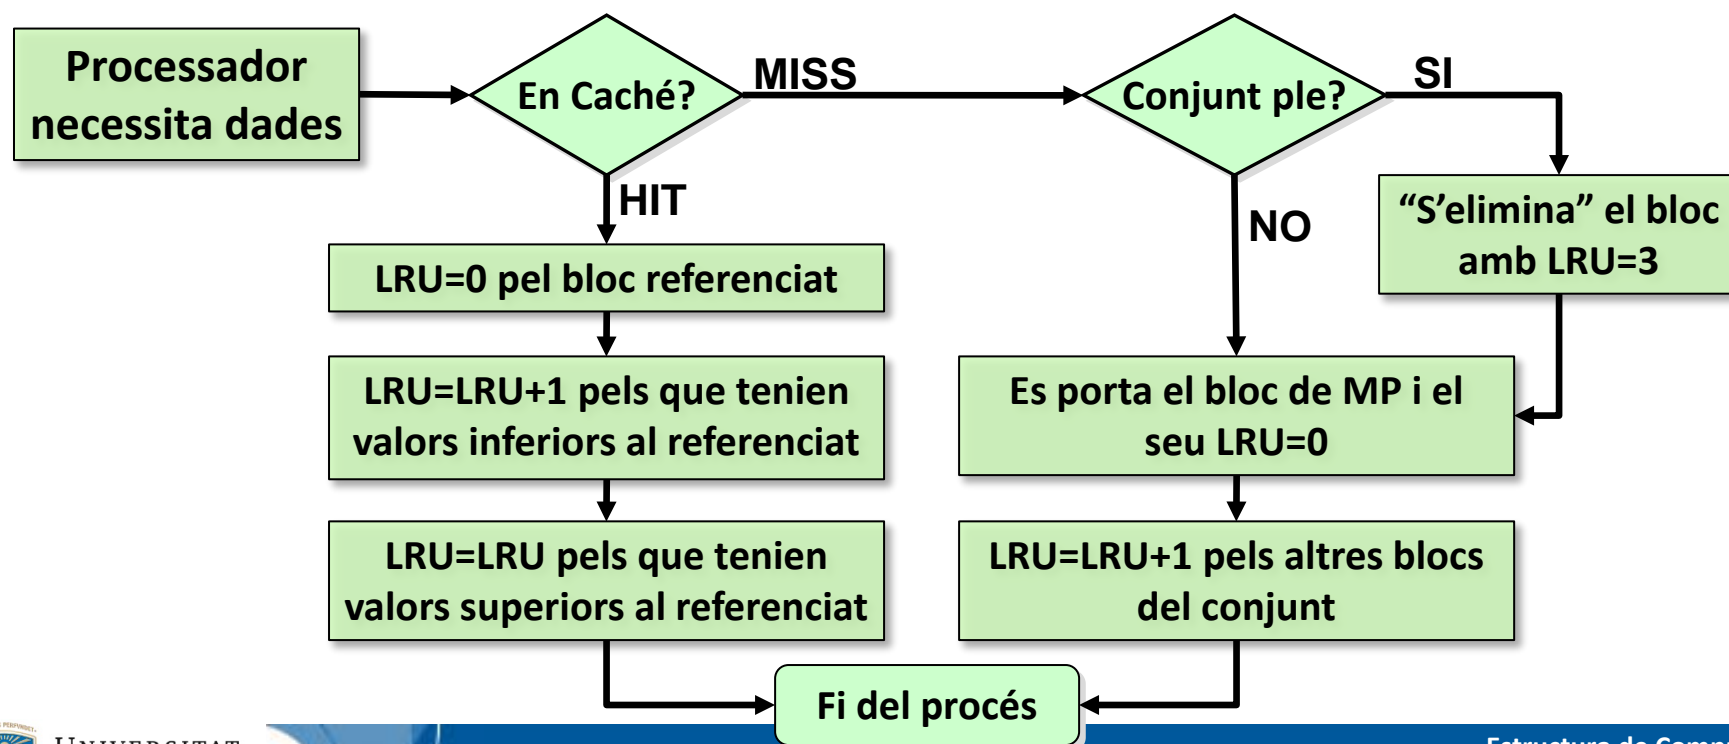 Processador
necessita dades
En Caché?
MISS
Conjunt ple?
SI
HIT
NO
“S’elimina” el bloc
amb LRU=3
LRU=0 pel bloc referenciat
LRU=LRU+1 pels que tenien
valors inferiors al referenciat
Es porta el bloc de MP i el
seu LRU=0
LRU=LRU pels que tenien
valors superiors al referenciat
LRU=LRU+1 pels altres blocs
del conjunt
Fi del procés
UNIVERSITAT
Estructura de